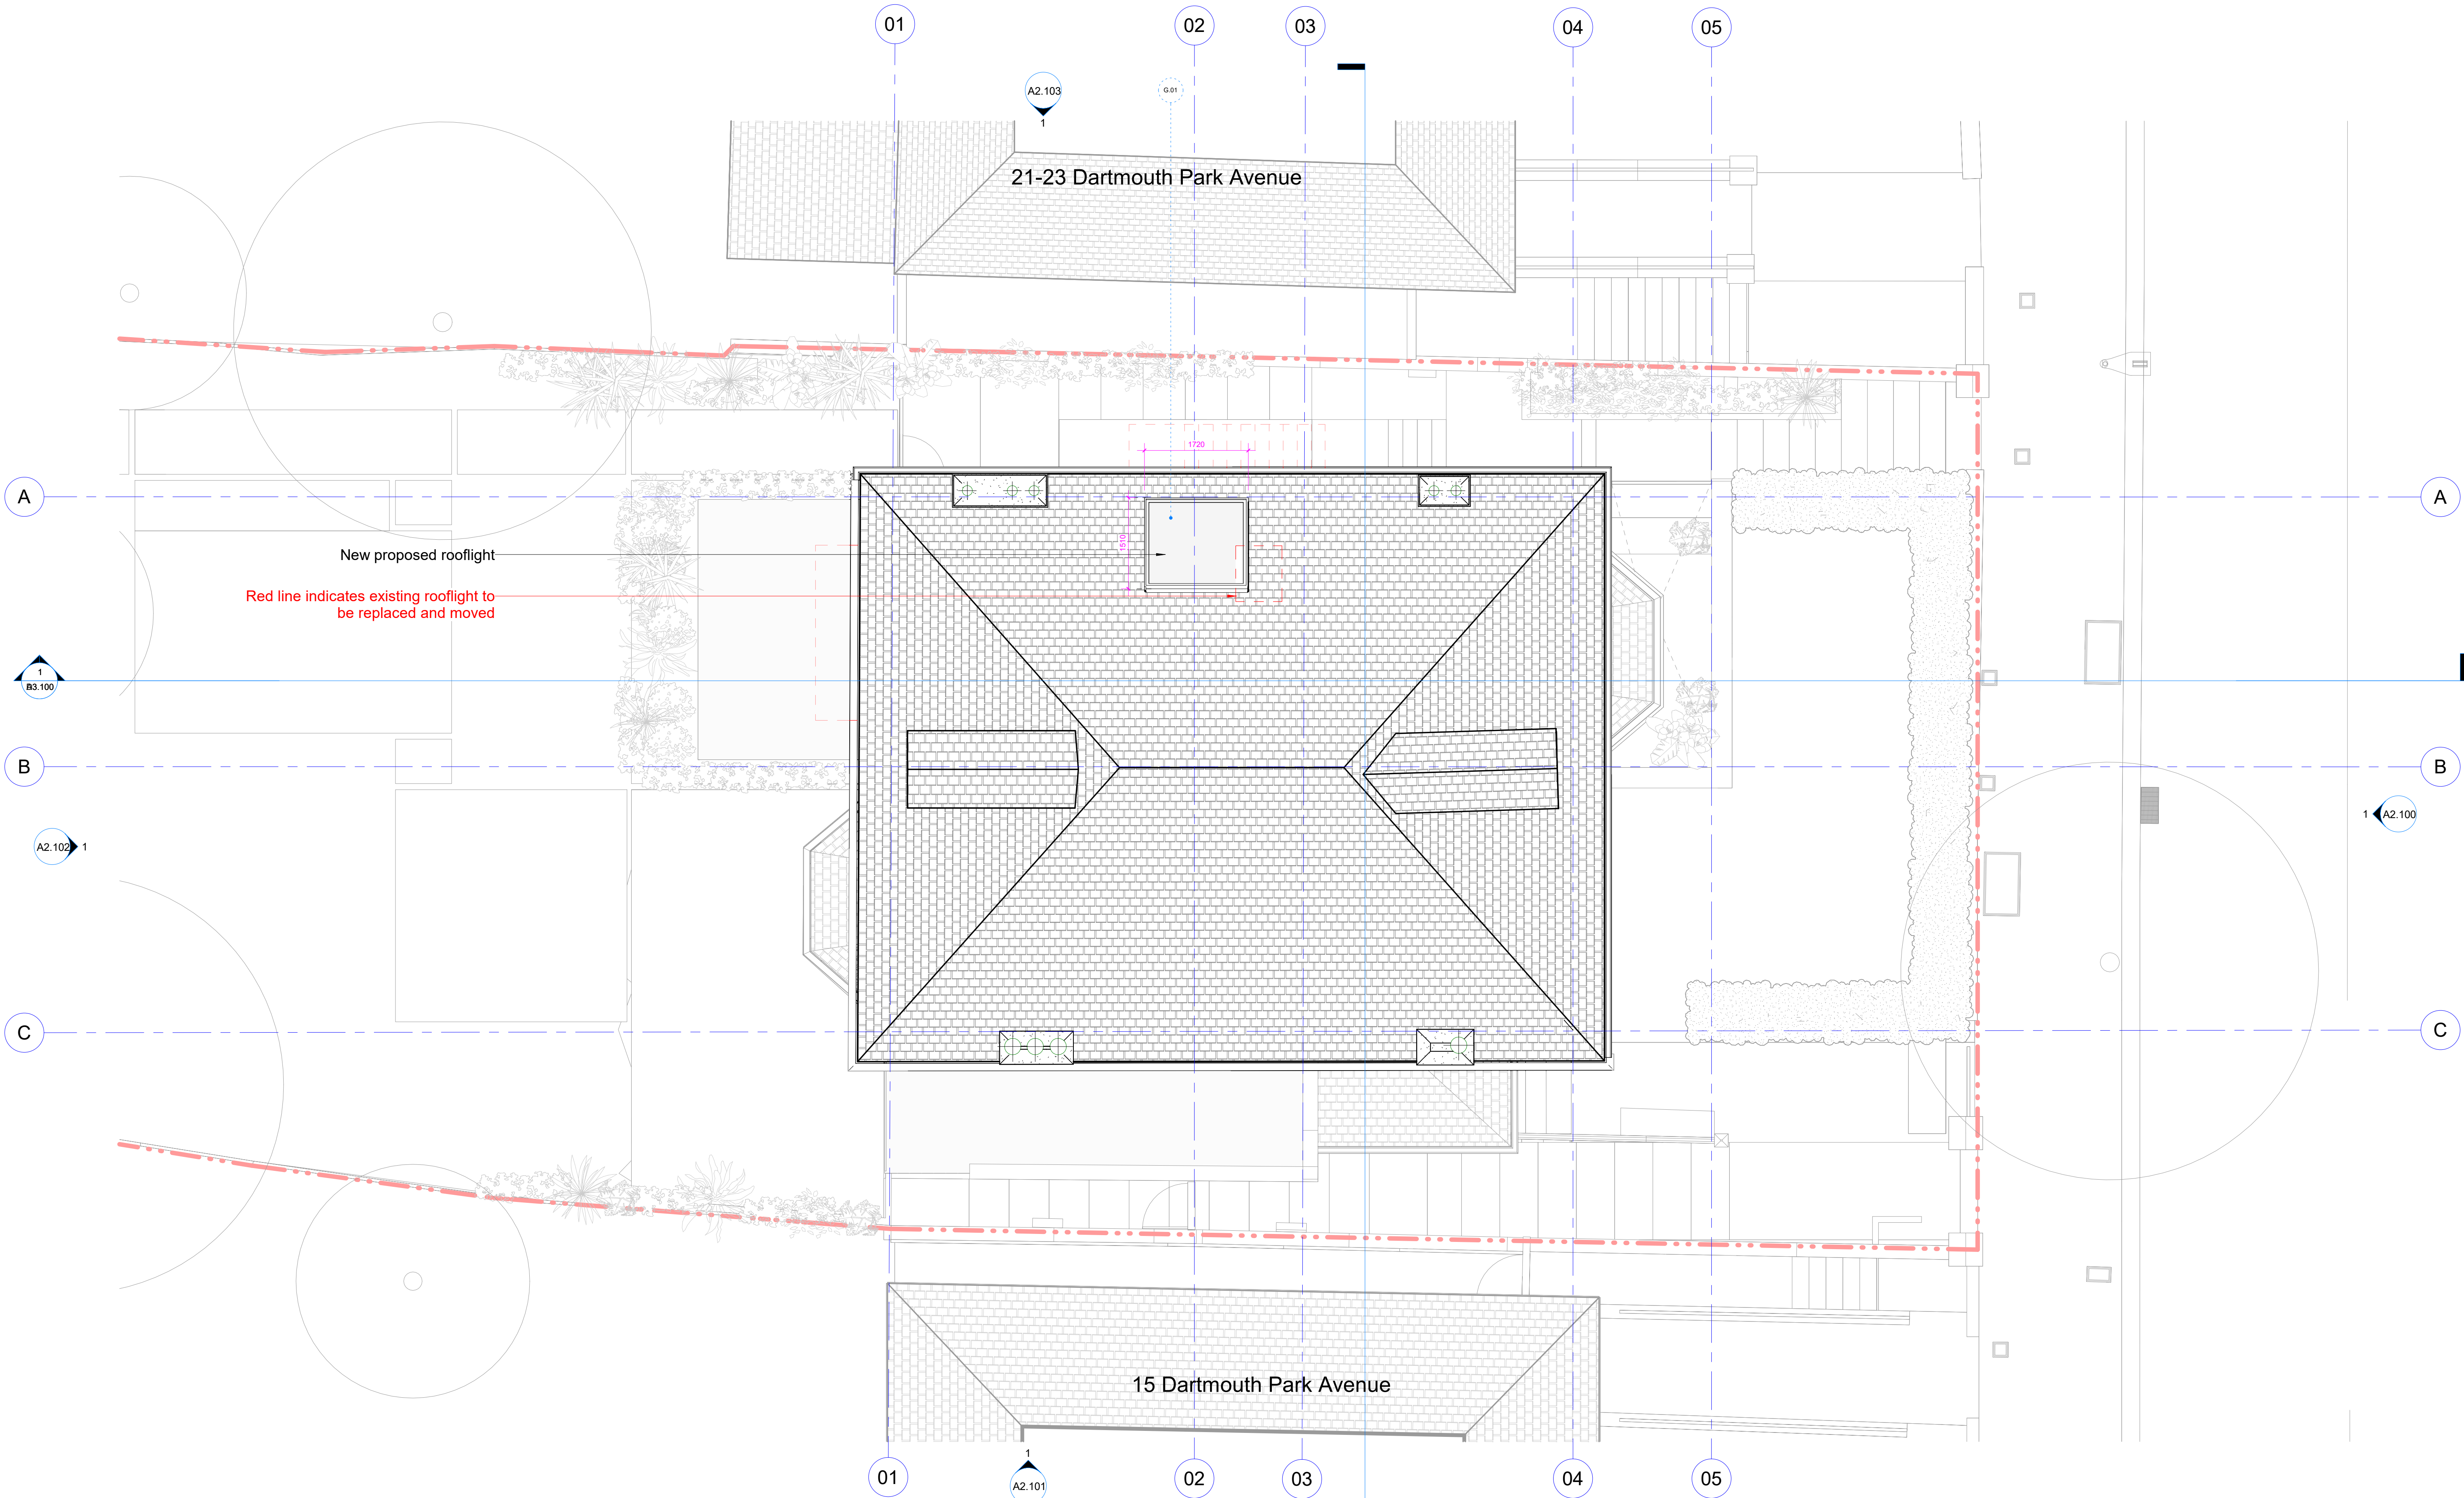 01
02
03
04
05
A2.103
1
G.01
21-23 Dartmouth Park Avenue
1720
A
A
1510
New proposed rooflight
Red line indicates existing rooflight to
be replaced and moved
1
B
B
1
A2.100
A2.102
1
C
C
15 Dartmouth Park Avenue
1
A2.101
01
02
03
04
05